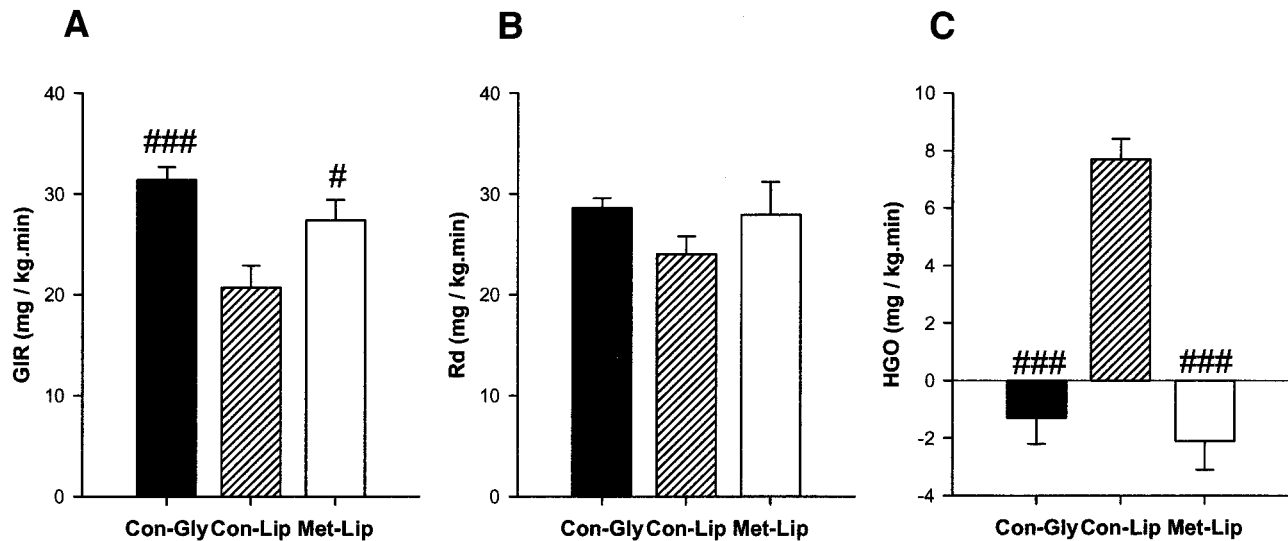 A
GIR (mg / kg.min)
40
30
20
10
0
###
#
Con-Gly Con-Lip Met-Lip
B
Rd (mg / kg.min)
40
30
20
10
0
Con-Gly Con-Lip Met-Lip
C
HGO (mg / kg.min)
10
8
6
4
2
0
-2
-4
###
###
Con-Gly Con-Lip Met-Lip